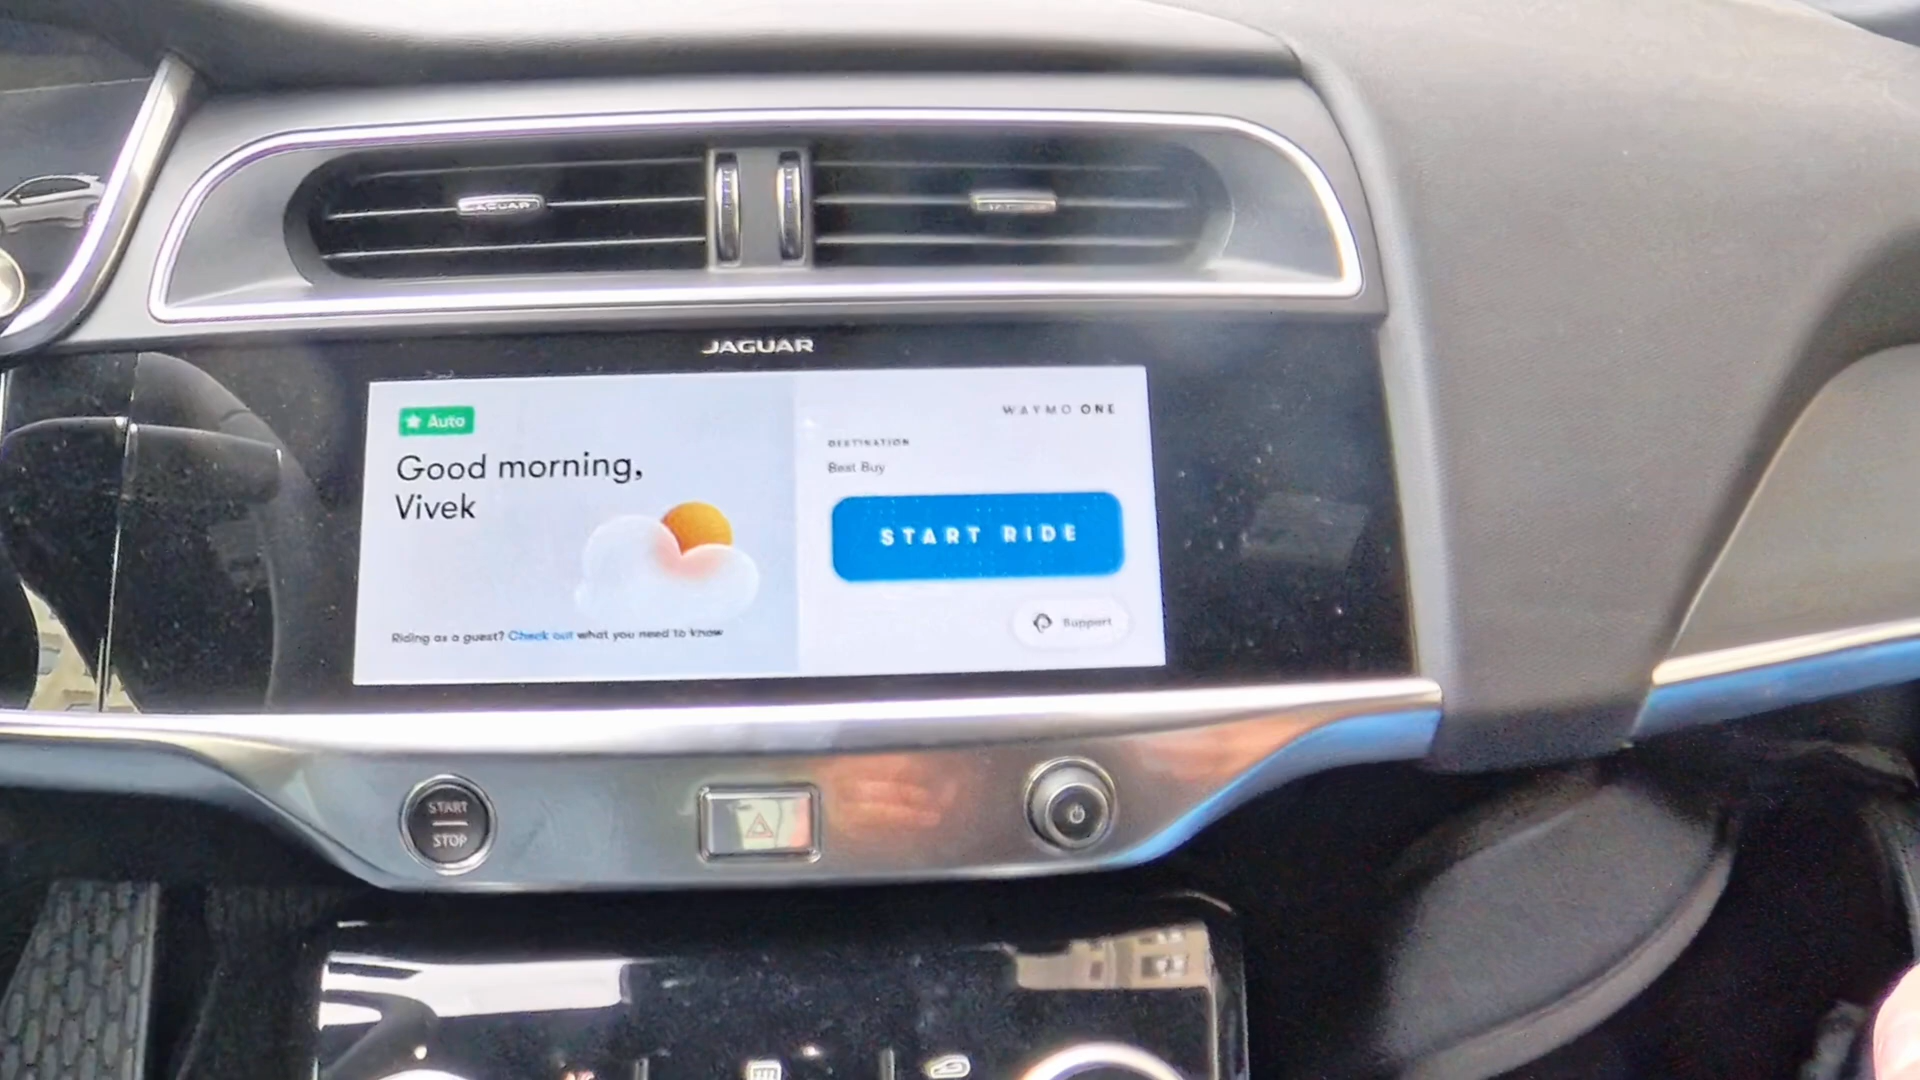 JAGUAR
JAGUAR
Auto
Good morning,
Vivek
Riding as a guest? Check out what you need to know
WAYMO ONE
DESTINATION
Best Buy
START RIDE
Support
START
STOP